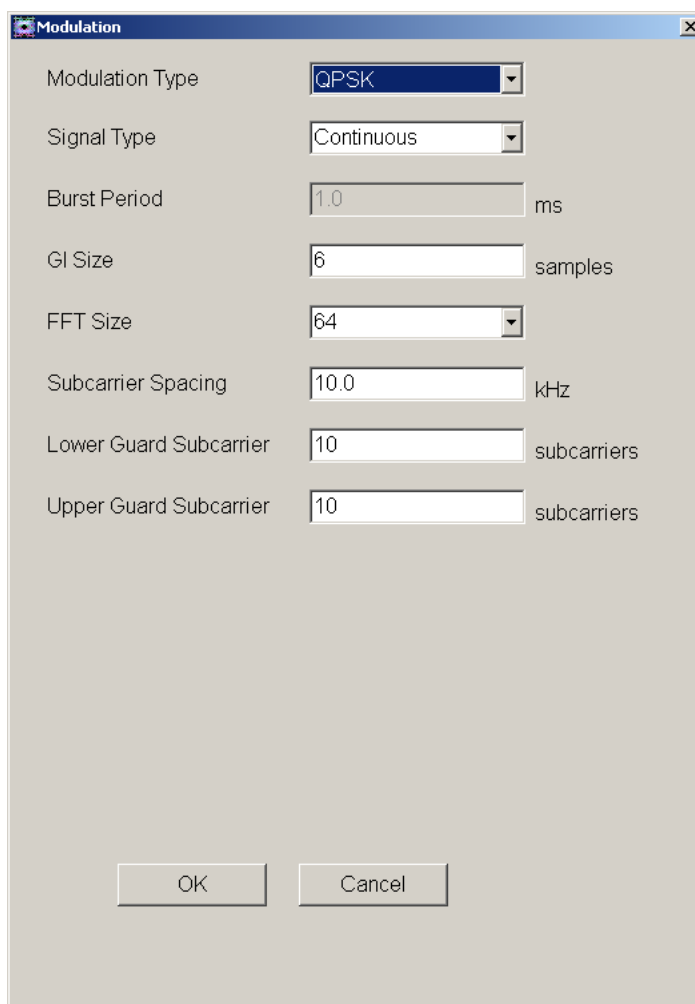 Modulation
Modulation Type QPSK
Signal Type Continuous
Burst Period 1.0 ms
GI Size 6 samples
FFT Size 64
Subcarrier Spacing 10.0 kHz
Lower Guard Subcarrier 10 subcarriers
Upper Guard Subcarrier 10 subcarriers
OK Cancel